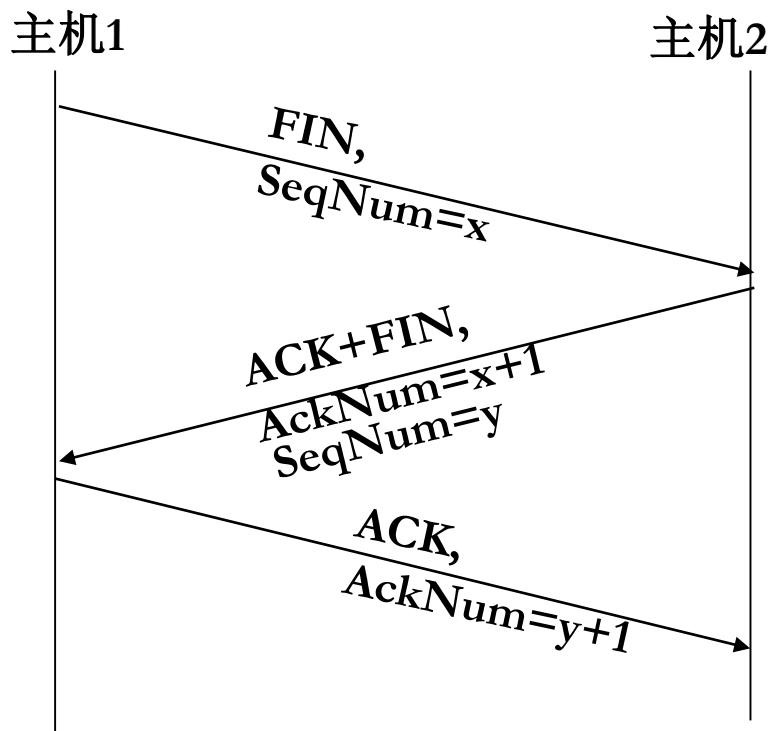 主机1
主机2
FIN,
SeqNum=x
ACK+FIN,
AckNum=x+1
SeqNum=y
ACK,
AckNum=y+1